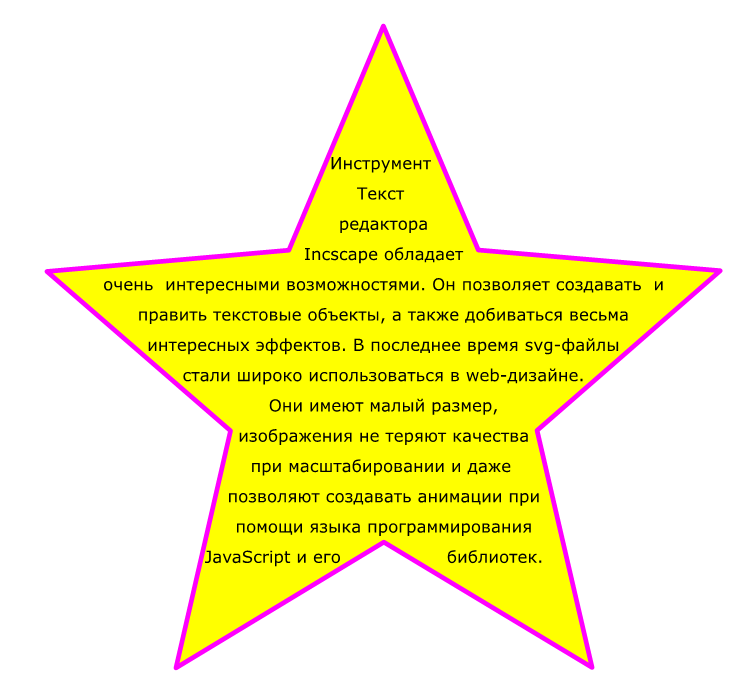 Инструмент
Текст
редактора
Incscape обладает
очень  интересными возможностями. Он позволяет создавать  и
править текстовые объекты, а также добиваться весьма
интересных эффектов. В последнее время svg-файлы
стали широко использоваться в web-дизайне.
Они имеют малый размер,
изображения не теряют качества
при масштабировании и даже
позволяют создавать анимации при
помощи языка программирования
JavaScript и его библиотек.